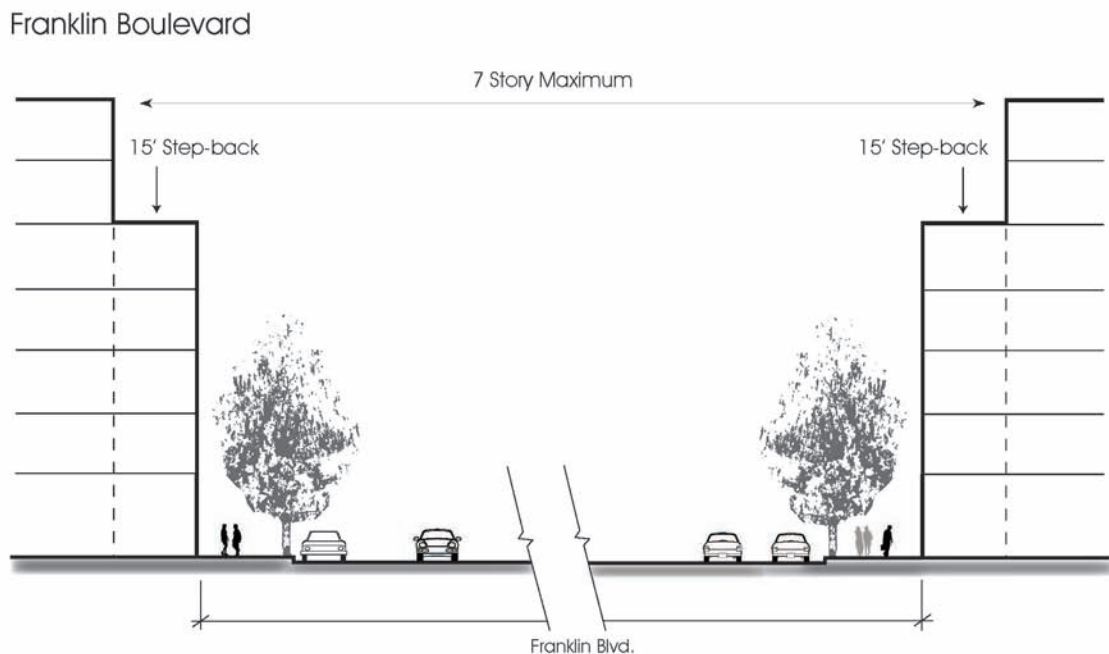 Franklin Boulevard
7 Story Maximum
15' Step-back
15' Step-back
Franklin Blvd.